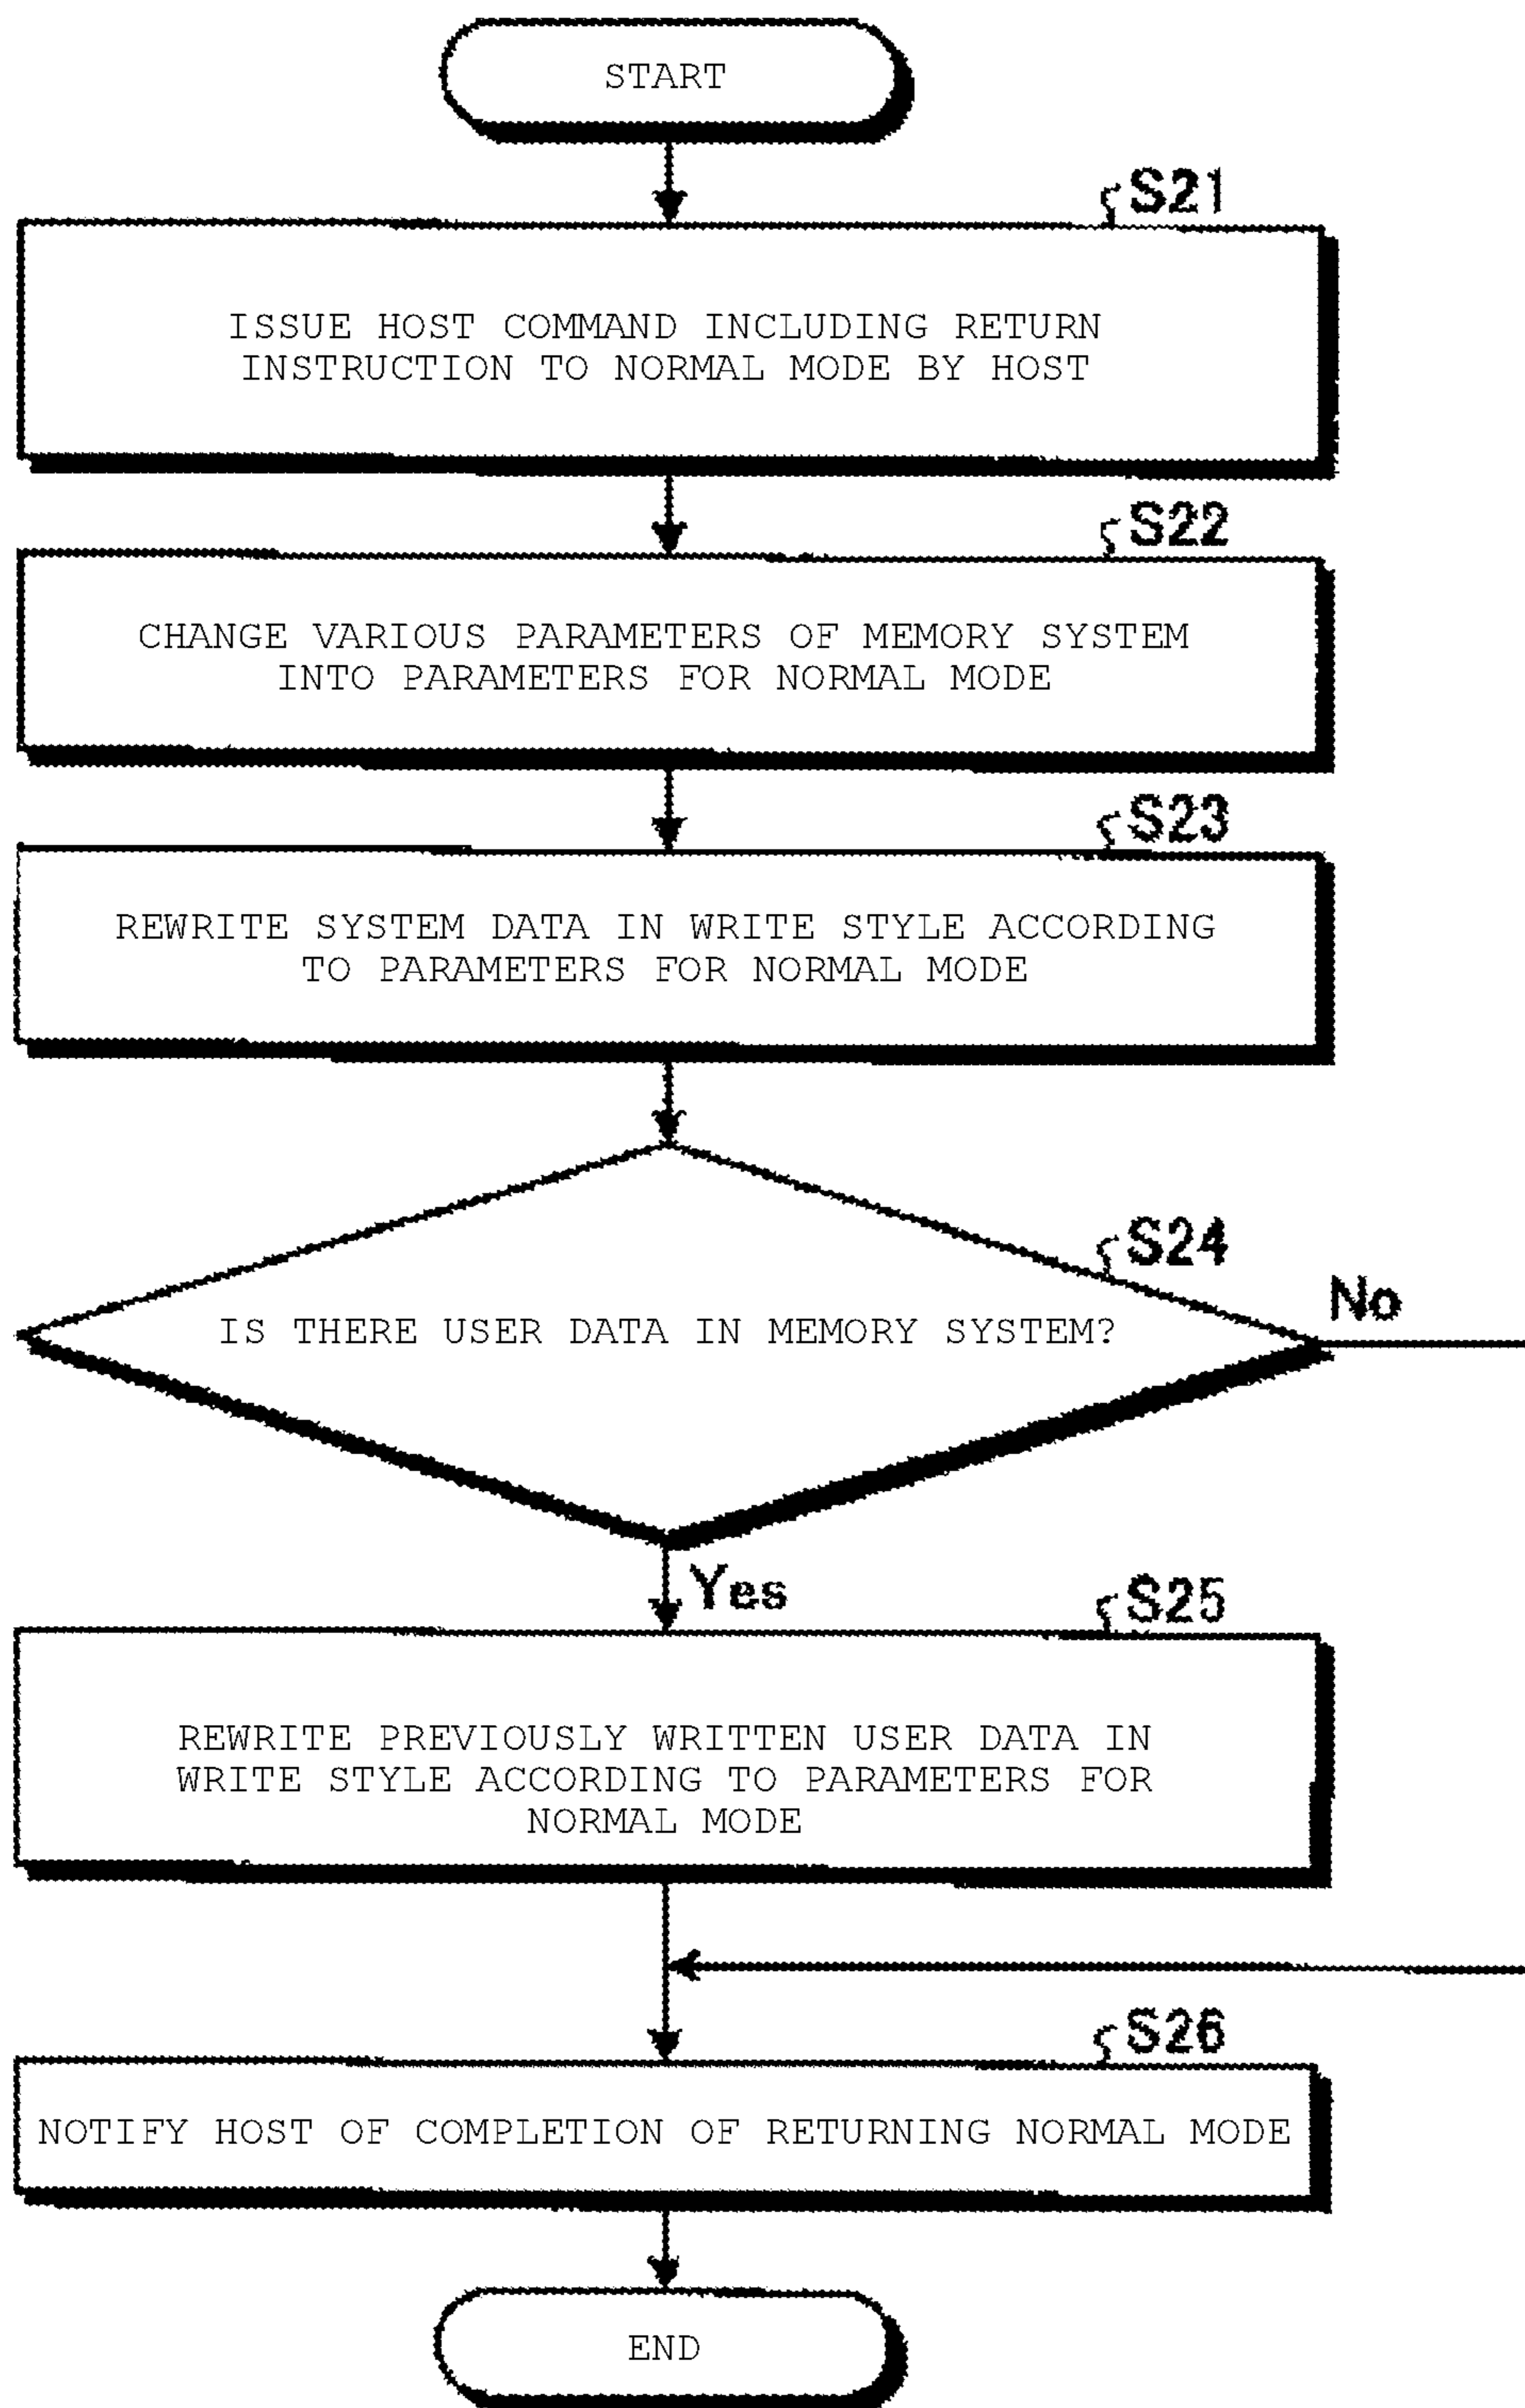 START
S21
ISSUE HOST COMMAND INCLUDING RETURN
INSTRUCTION TO NORMAL MODE BY HOST
S22
CHANGE VARIOUS PARAMETERS OF MEMORY SYSTEM
INTO PARAMETERS FOR NORMAL MODE
S23
REWRITE SYSTEM DATA IN WRITE STYLE ACCORDING
TO PARAMETERS FOR NORMAL MODE
S24
No
IS THERE USER DATA IN MEMORY SYSTEM?
Yes
S25
REWRITE PREVIOUSLY WRITTEN USER DATA IN
WRITE STYLE ACCORDING TO PARAMETERS FOR
NORMAL MODE
S26
NOTIFY HOST OF COMPLETION OF RETURNING NORMAL MODE
END